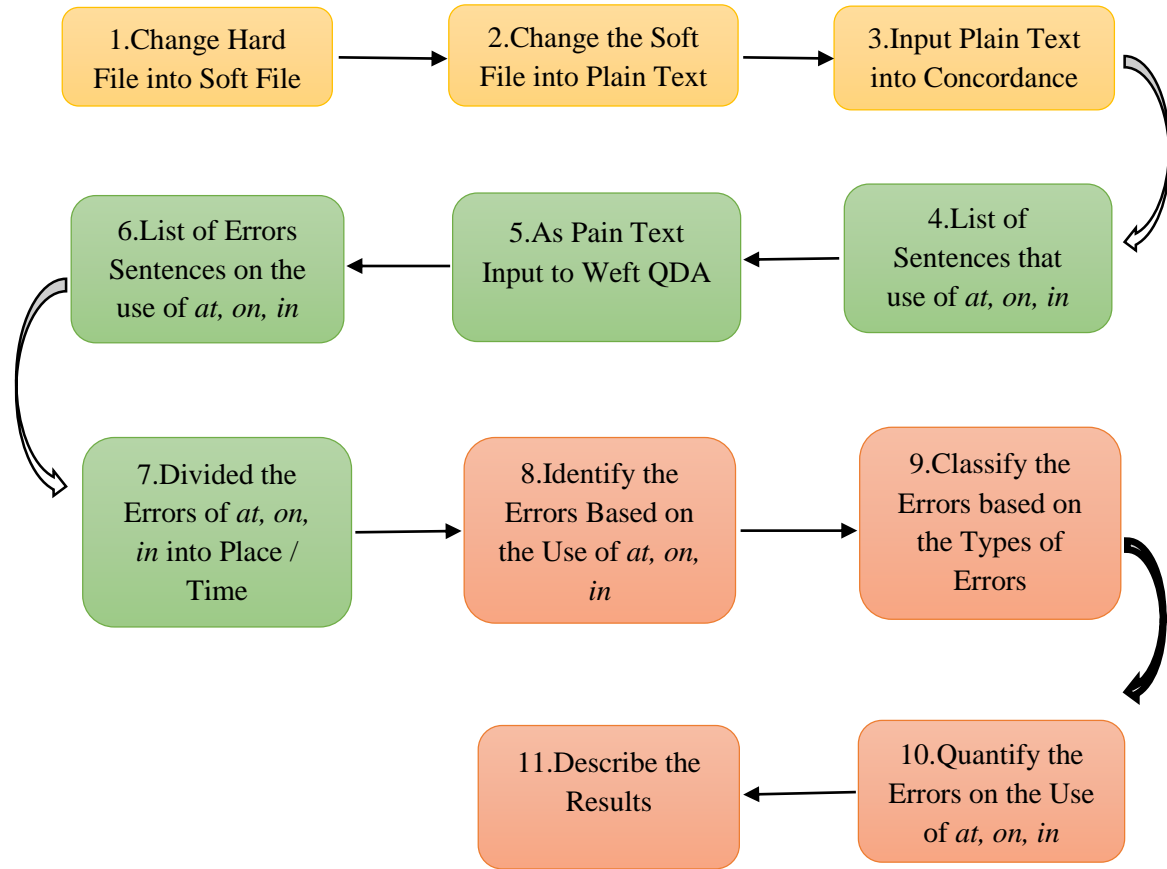 1.Change Hard
File into Soft File
2.Change the Soft
File into Plain Text
3.Input Plain Text
into Concordance
4.List of
Sentences that
use of at, on, in
5.As Pain Text
Input to Weft QDA
6.List of Errors
Sentences on the
use of at, on, in
7.Divided the
Errors of at, on,
in into Place /
Time
8.Identify the
Errors Based on
the Use of at, on,
in
9.Classify the
Errors based on
the Types of
Errors
10.Quantify the
Errors on the Use
of at, on, in
11.Describe the
Results